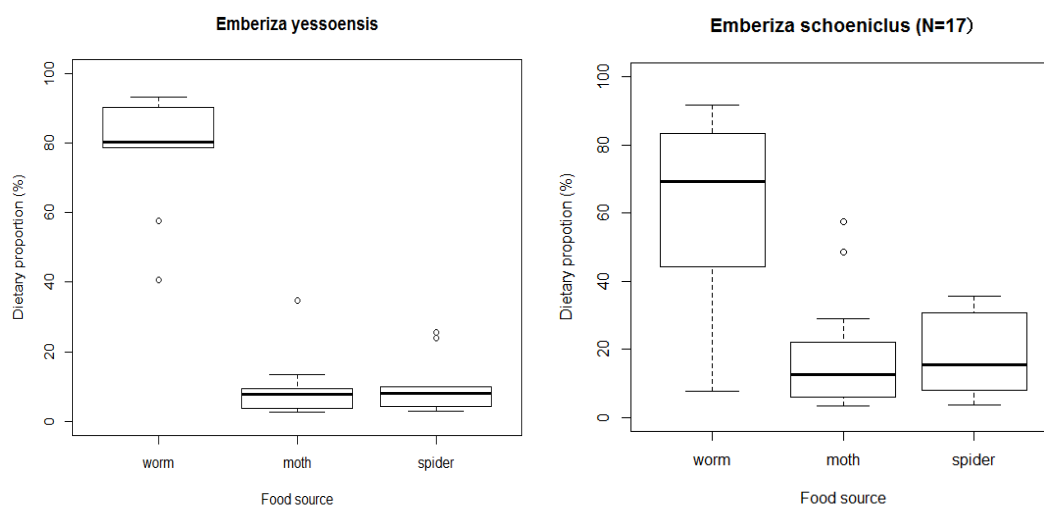 Emberiza yessoensis
Dietary proportion (%)
100
80
60
40
20
0
worm moth spider
Food source
Emberiza schoeniclus (N=17）
Dietary propotion (%)
100
80
60
40
20
0
worm moth spider
Food source